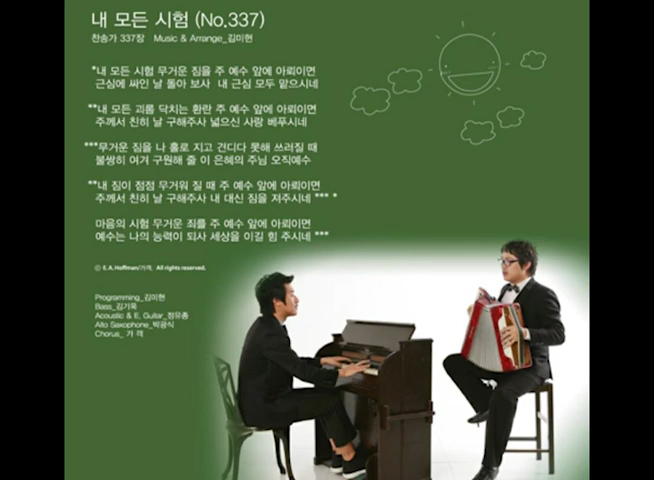 내 모든 시험 (No.337)
찬송가 337장 Music & Arrange_김미현
*내 모든 시험 무거운 짐을 주 예수 앞에 아뢰이면
근심에 싸인 날 돌아 보사 내 근심 모두 맡으시네
**내 모든 괴롬 닥치는 환란 주 예수 앞에 아뢰이면
주께서 친히 날 구해주사 넓으신 사랑 베푸시네
***무거운 짐을 나 홀로 지고 견디다 못해 쓰러질 때
불쌍히 여겨 구원해 줄 이 은혜의 주님 오직예수
**내 짐이 점점 무거워 질 때 주 예수 앞에 아뢰이면
주께서 친히 날 구해주사 내 대신 짐을 져주시네 *** *
마음의 시험 무거운 죄를 주 예수 앞에 아뢰이면
예수는 나의 능력이 되사 세상을 이길 힘 주시네 ***
ⓒ E.A.Hoffman/가격, All rights reserved.
Programming_김미현
Bass_김기욱
Acoustic & E. Guitar_정유종
Alto Saxophone_박광식
Chorus_ 가 격